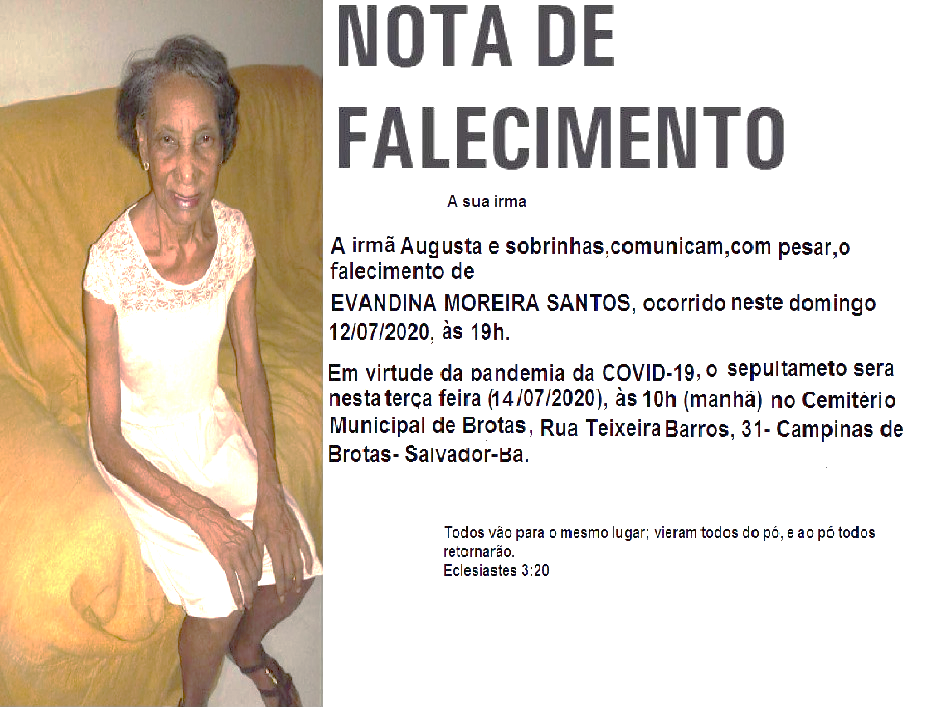 NOTA DE
FALECIMENTO
A sua irma
A irmã Augusta e sobrinhas,comunicam,com pesar,o
falecimento de
EVANDINA MOREIRA SANTOS, ocorrido neste domingo
12/07/2020, às 19h.
Em virtude da pandemia da COVID-19, o sepultameto sera
nesta terça feira (14/07/2020), às 10h (manhã) no Cemitério
Municipal de Brotas, Rua Teixeira Barros, 31- Campinas de
Brotas- Salvador-Ba.
Todos vão para o mesmo lugar; vieram todos do pó, e ao pó todos
retornarão.
Eclesiastes 3:20